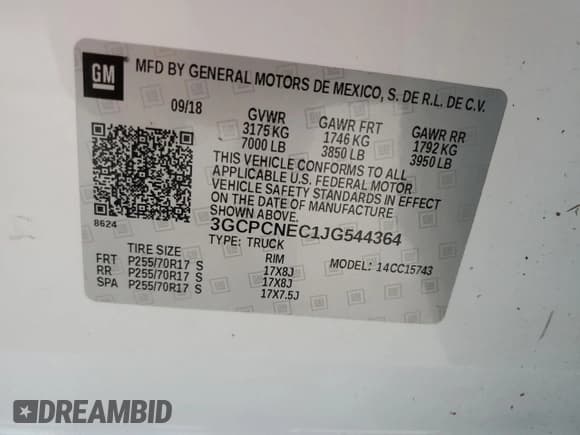 GM
MFD BY GENERAL MOTORS DE MEXICO, S. DE R.L. DE C.V.
09/18 GVWR GAWR FRT GAWR RR
3175 KG 1746 KG 1792 KG
7000 LB 3850 LB 3950 LB
THIS VEHICLE CONFORMS TO ALL
APPLICABLE U.S. FEDERAL MOTOR
VEHICLE SAFETY STANDARDS IN EFFECT
ON THE DATE OF MANUFACTURE
SHOWN ABOVE.
8624
3GCPCNEC1JG544364
TYPE: TRUCK
MODEL: 14CC15743
TIRE SIZE RIM
FRT P255/70R17 S 17X8J
RR P255/70R17 S 17X8J
SPA P255/70R17 S 17X7.5J
DREAMBID